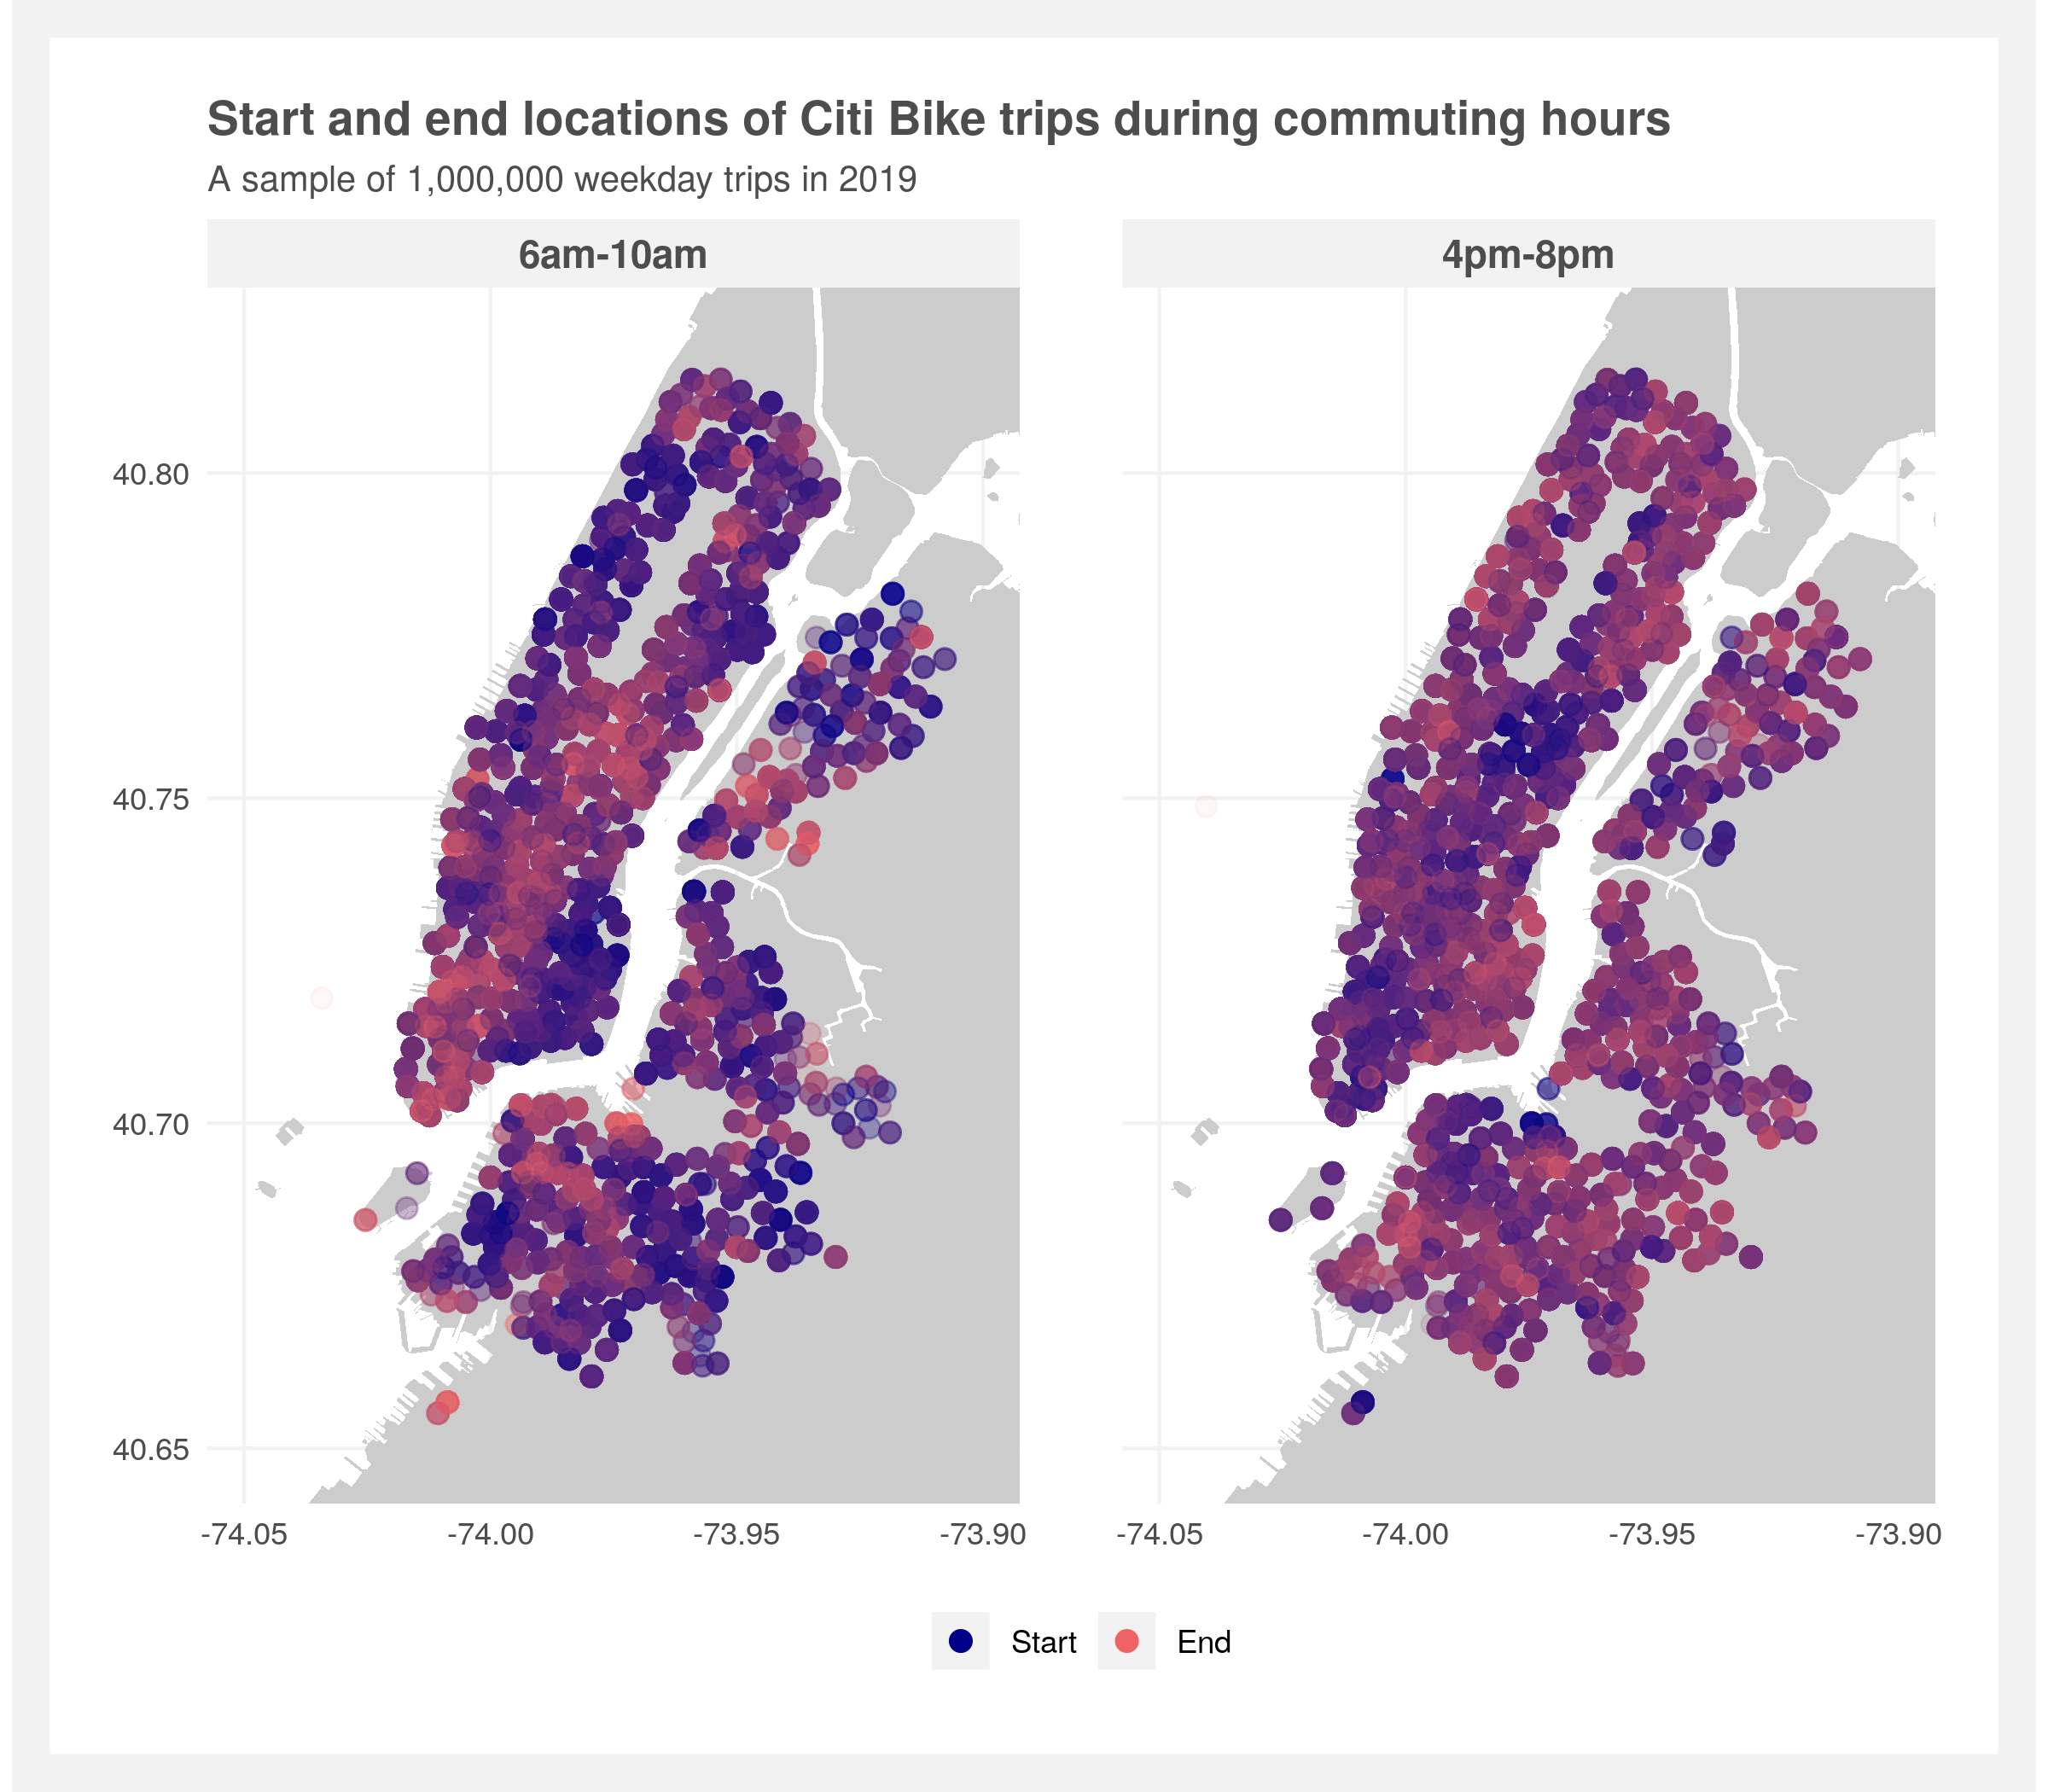 Start and end locations of Citi Bike trips during commuting hours
A sample of 1,000,000 weekday trips in 2019
6am-10am
4pm-8pm
40.80
40.75
40.70
40.65
-74.05 -74.00 -73.95 -73.90
-74.05 -74.00 -73.95 -73.90
Start End